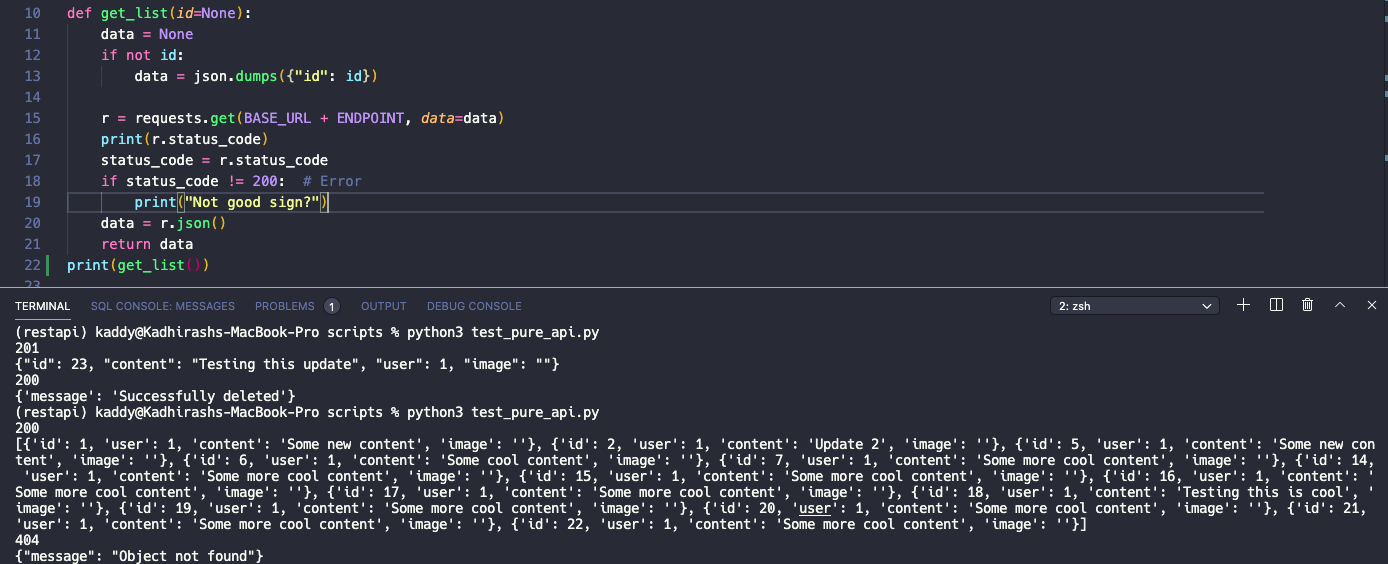 10 def get_list(id=None):
11     data = None
12     if not id:
13         data = json.dumps({"id": id})
14
15     r = requests.get(BASE_URL + ENDPOINT, data=data)
16     print(r.status_code)
17     status_code = r.status_code
18     if status_code != 200:  # Error
19         print("Not good sign?")
20     data = r.json()
21     return data
22 print(get_list())
23
TERMINAL SQL CONSOLE: MESSAGES PROBLEMS 1 OUTPUT DEBUG CONSOLE 2: zsh
(restapi) kaddy@Kadhirashs-MacBook-Pro scripts % python3 test_pure_api.py
201
{"id": 23, "content": "Testing this update", "user": 1, "image": ""}
200
{'message': 'Successfully deleted'}
(restapi) kaddy@Kadhirashs-MacBook-Pro scripts % python3 test_pure_api.py
200
[{'id': 1, 'user': 1, 'content': 'Some new content', 'image': ''}, {'id': 2, 'user': 1, 'content': 'Update 2', 'image': ''}, {'id': 5, 'user': 1, 'content': 'Some new con
tent', 'image': ''}, {'id': 6, 'user': 1, 'content': 'Some cool content', 'image': ''}, {'id': 7, 'user': 1, 'content': 'Some more cool content', 'image': ''}, {'id': 14,
 'user': 1, 'content': 'Some more cool content', 'image': ''}, {'id': 15, 'user': 1, 'content': 'Some more cool content', 'image': ''}, {'id': 16, 'user': 1, 'content': '
Some more cool content', 'image': ''}, {'id': 17, 'user': 1, 'content': 'Some more cool content', 'image': ''}, {'id': 18, 'user': 1, 'content': 'Testing this is cool', '
image': ''}, {'id': 19, 'user': 1, 'content': 'Some more cool content', 'image': ''}, {'id': 20, 'user': 1, 'content': 'Some more cool content', 'image': ''}, {'id': 21,
'user': 1, 'content': 'Some more cool content', 'image': ''}, {'id': 22, 'user': 1, 'content': 'Some more cool content', 'image': ''}]
404
{"message": "Object not found"}